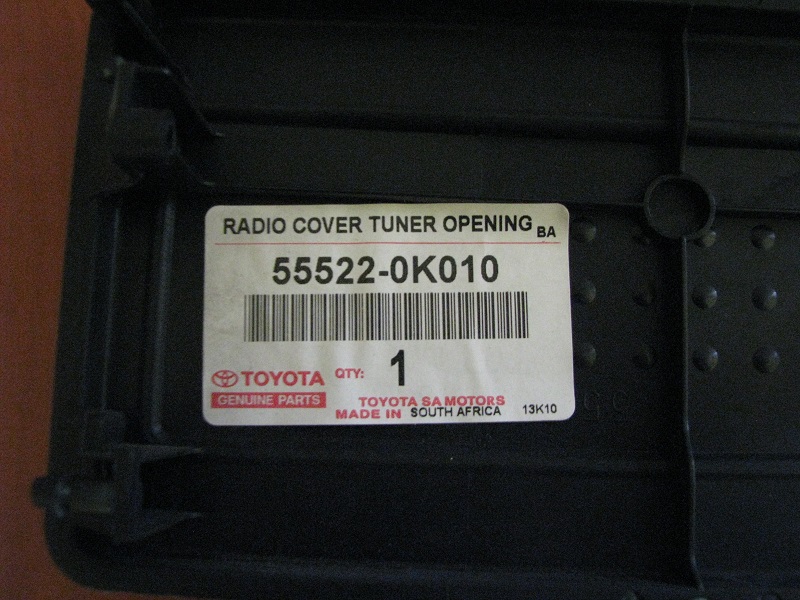 RADIO COVER TUNER OPENING BA
55522-0K010
TOYOTA QTY: 1
GENUINE PARTS
TOYOTA SA MOTORS
MADE IN SOUTH AFRICA 13K10